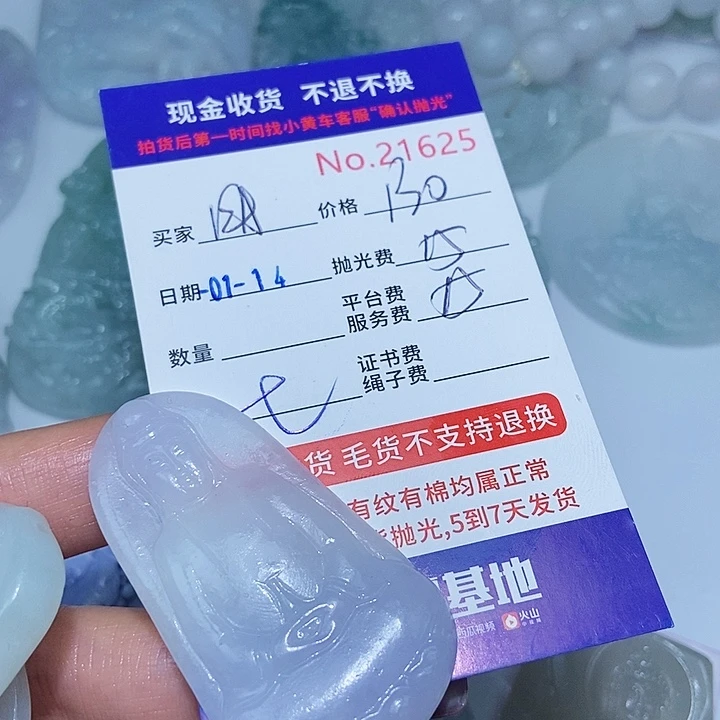 现金收货 不退不换
拍货后第一时间找小黄车客服“确认抛光”
No.21625
买家 价格 130
日期 -01-14 抛光费
平台费
服务费
数量 证书费
绳子费
货 毛货不支持退换
有纹有棉均属正常
抛光,5到7天发货
基地
西瓜视频 火山